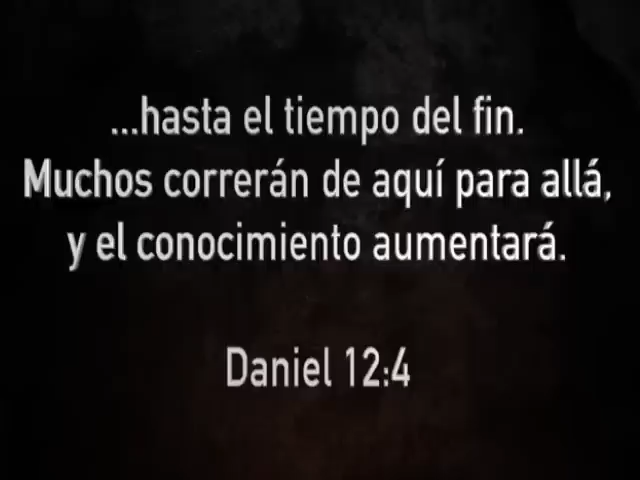 ...hasta el tiempo del fin.
Muchos correrán de aquí para allá,
y el conocimiento aumentará.
Daniel 12:4